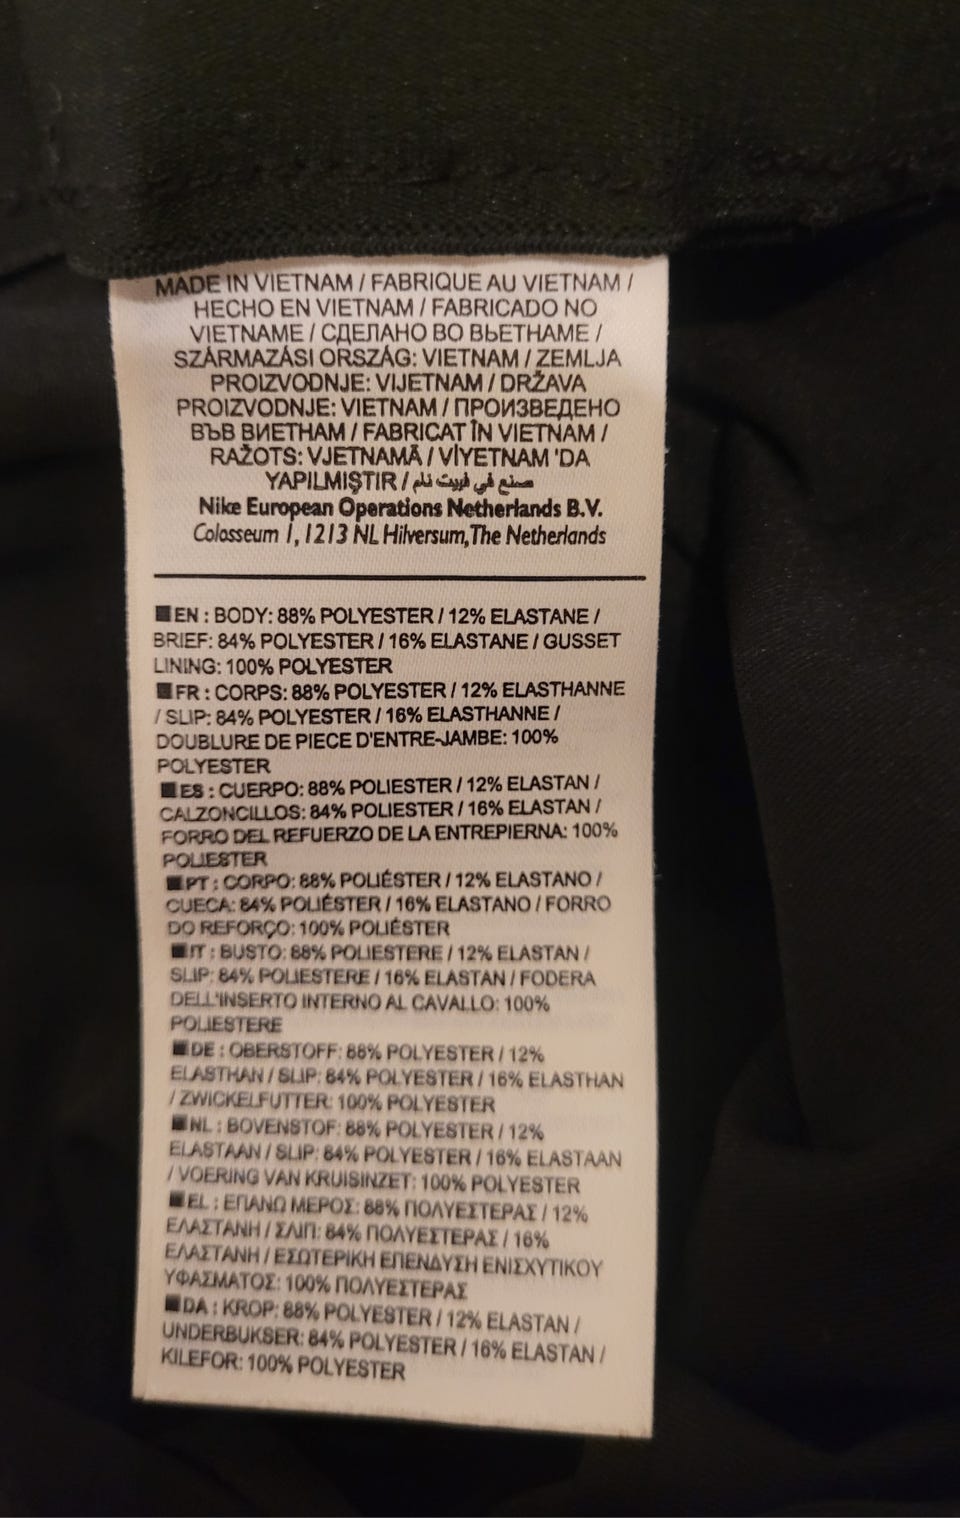 MADE IN VIETNAM / FABRIQUE AU VIETNAM /
HECHO EN VIETNAM / FABRICADO NO
VIETNAME / СДЕЛАНО ВО ВЬЕТНАМЕ /
SZÁRMAZÁSI ORSZÁG: VIETNAM / ZEMLJA
PROIZVODNJE: VIJETNAM / DRŽAVA
PROIZVODNJE: VIETNAM / ПРОИЗВЕДЕНО
ВЪВ ВИЕТНАМ / FABRICAT ÎN VIETNAM /
RAŽOTS: VJETNAMĀ / VİYETNAM 'DA
YAPILMIŞTIR / صنع في فييت نام
Nike European Operations Netherlands B.V.
Colosseum 1, 1213 NL Hilversum, The Netherlands
EN : BODY: 88% POLYESTER / 12% ELASTANE /
BRIEF: 84% POLYESTER / 16% ELASTANE / GUSSET
LINING: 100% POLYESTER
FR : CORPS: 88% POLYESTER / 12% ELASTHANNE
/ SLIP: 84% POLYESTER / 16% ELASTHANNE /
DOUBLURE DE PIECE D'ENTRE-JAMBE: 100%
POLYESTER
ES : CUERPO: 88% POLIESTER / 12% ELASTAN /
CALZONCILLOS: 84% POLIESTER / 16% ELASTAN /
FORRO DEL REFUERZO DE LA ENTREPIERNA: 100%
POLIESTER
PT : CORPO: 88% POLIÉSTER / 12% ELASTANO /
CUECA: 84% POLIÉSTER / 16% ELASTANO / FORRO
DO REFORÇO: 100% POLIÉSTER
IT : BUSTO: 88% POLIESTERE / 12% ELASTAN /
SLIP: 84% POLIESTERE / 16% ELASTAN / FODERA
DELL'INSERTO INTERNO AL CAVALLO: 100%
POLIESTERE
DE : OBERSTOFF: 88% POLYESTER / 12%
ELASTHAN / SLIP: 84% POLYESTER / 16% ELASTHAN
/ ZWICKELFUTTER: 100% POLYESTER
NL : BOVENSTOF: 88% POLYESTER / 12%
ELASTAAN / SLIP: 84% POLYESTER / 16% ELASTAAN
/ VOERING VAN KRUISINZET: 100% POLYESTER
EL : ΕΠΑΝΩ ΜΕΡΟΣ: 88% ΠΟΛΥΕΣΤΕΡΑΣ / 12%
ΕΛΑΣΤΑΝΗ / ΣΛΙΠ: 84% ΠΟΛΥΕΣΤΕΡΑΣ / 16%
ΕΛΑΣΤΑΝΗ / ΕΣΩΤΕΡΙΚΗ ΕΠΕΝΔΥΣΗ ΕΝΙΣΧΥΤΙΚΟΥ
ΥΦΑΣΜΑΤΟΣ: 100% ΠΟΛΥΕΣΤΕΡΑΣ
DA : KROP: 88% POLYESTER / 12% ELASTAN /
UNDERBUKSER: 84% POLYESTER / 16% ELASTAN /
KILEFOR: 100% POLYESTER